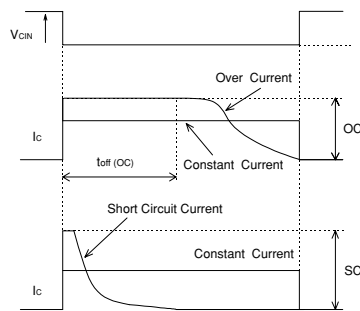 VCIN
Over Current
IC
OC
Constant Current
toff (OC)
Short Circuit Current
Constant Current
SC
IC